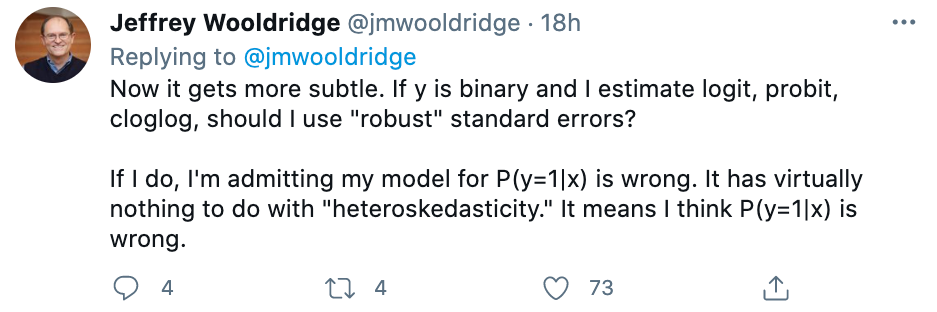 Jeffrey Wooldridge @jmwooldridge · 18h
Replying to @jmwooldridge
Now it gets more subtle. If y is binary and I estimate logit, probit,
cloglog, should I use "robust" standard errors?
If I do, I'm admitting my model for P(y=1|x) is wrong. It has virtually
nothing to do with "heteroskedasticity." It means I think P(y=1|x) is
wrong.
4 4 73